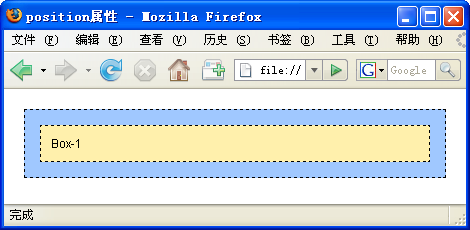 position属性 - Mozilla Firefox
文件 (F) 编辑 (E) 查看 (V) 历史 (S) 书签 (B) 工具 (T) 帮助 (H)
file:// G Google
Box-1
完成